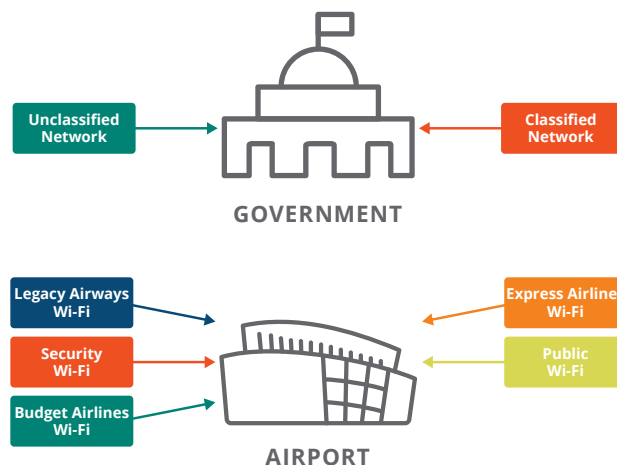 Unclassified
Network
Classified
Network
GOVERNMENT
Legacy Airways
Wi-Fi
Express Airline
Wi-Fi
Security
Wi-Fi
Public
Wi-Fi
Budget Airlines
Wi-Fi
AIRPORT